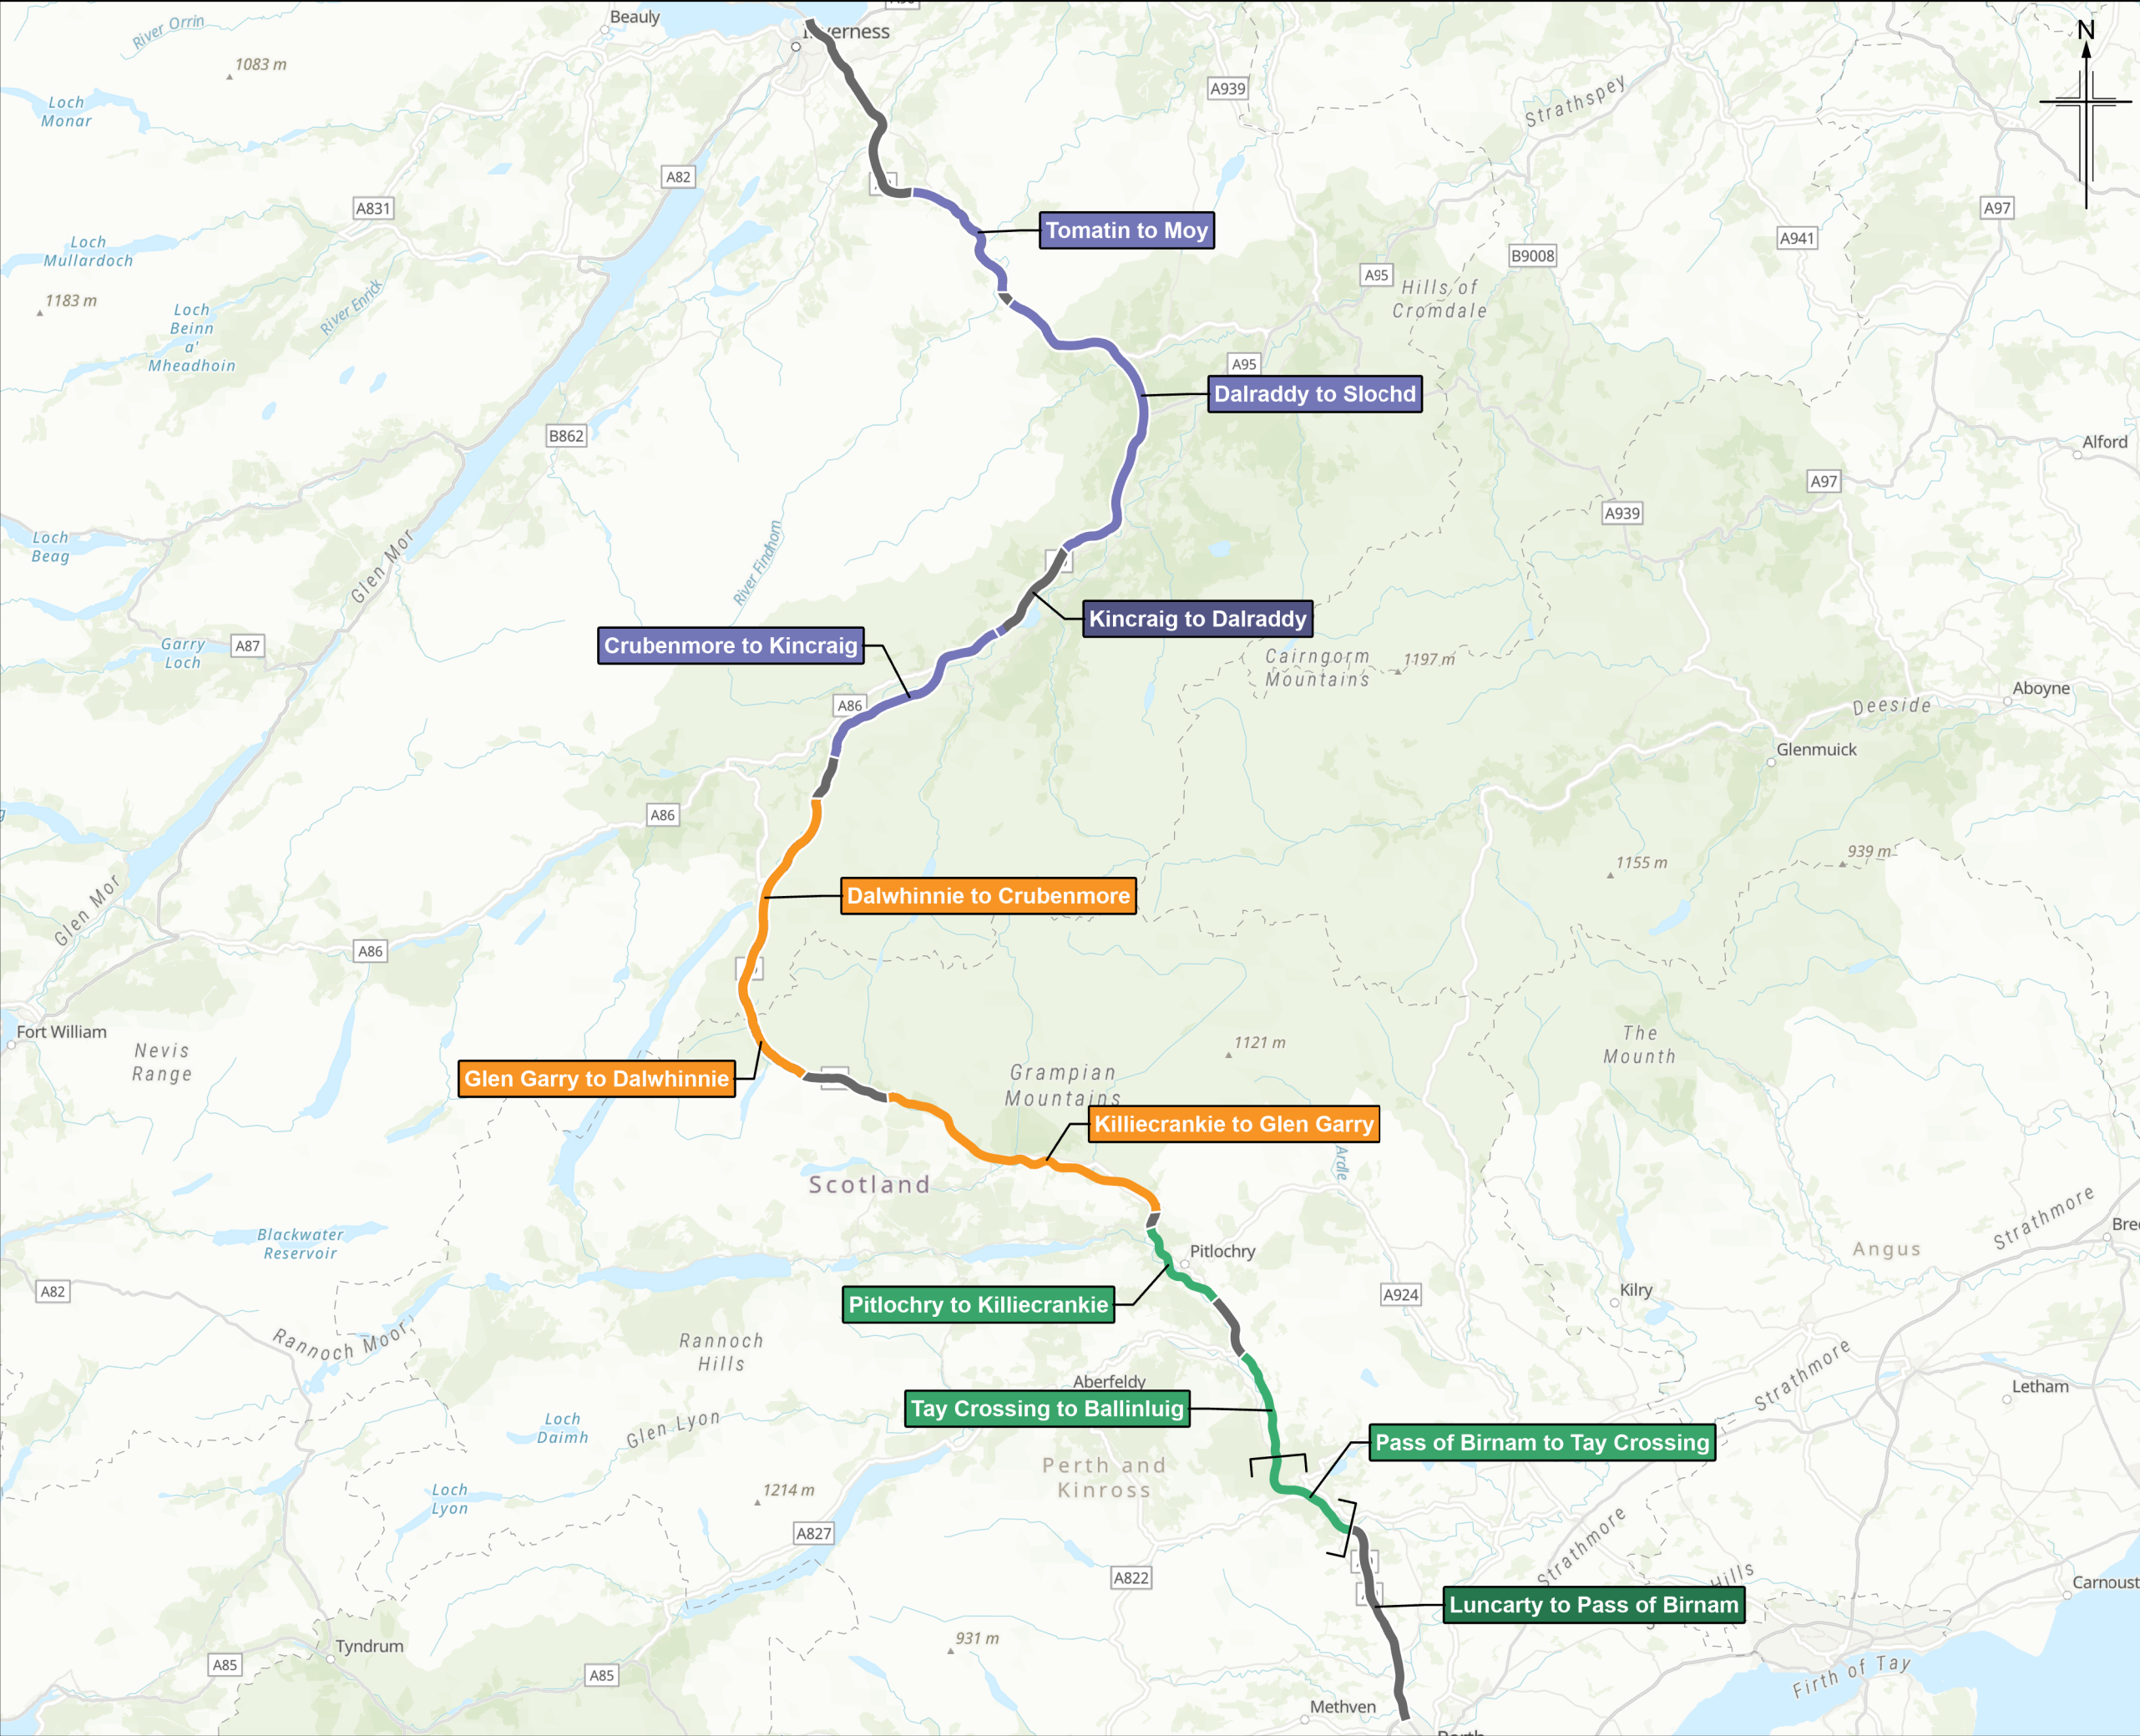 Beauly
River Orrin
Inverness
N
1083 m
Loch
Monar
A939
Strathspey
A82
A831
A97
Tomatin to Moy
A941
Loch
Mullardoch
B9008
A95
Hills of
Cromdale
1183 m
River Enrick
Loch
Beinn
a'
Mheadhoin
A95
Dalraddy to Slochd
B862
Alford
A97
A939
Loch
Beag
Glen Mor
River Findhorn
Kincraig to Dalraddy
Crubenmore to Kincraig
Garry
Loch
A87
Cairngorm
Mountains
1197 m
Aboyne
Deeside
A86
Glenmuick
A86
1155 m
939 m
Dalwhinnie to Crubenmore
Glen Mor
A86
Fort William
Nevis
Range
The
Mounth
1121 m
Grampian
Mountains
Glen Garry to Dalwhinnie
Killiecrankie to Glen Garry
Ardle
Scotland
Strathmore
Blackwater
Reservoir
Pitlochry
Angus
A82
Kilry
A924
Pitlochry to Killiecrankie
Rannoch Moor
Rannoch
Hills
Aberfeldy
Strathmore
Letham
Tay Crossing to Ballinluig
Loch
Daimh
Glen Lyon
Pass of Birnam to Tay Crossing
Perth and
Kinross
1214 m
Loch
Lyon
A827
Strathmore
A822
Hills
Carnoust
Luncarty to Pass of Birnam
931 m
Tyndrum
A85
A85
Firth of Tay
Methven